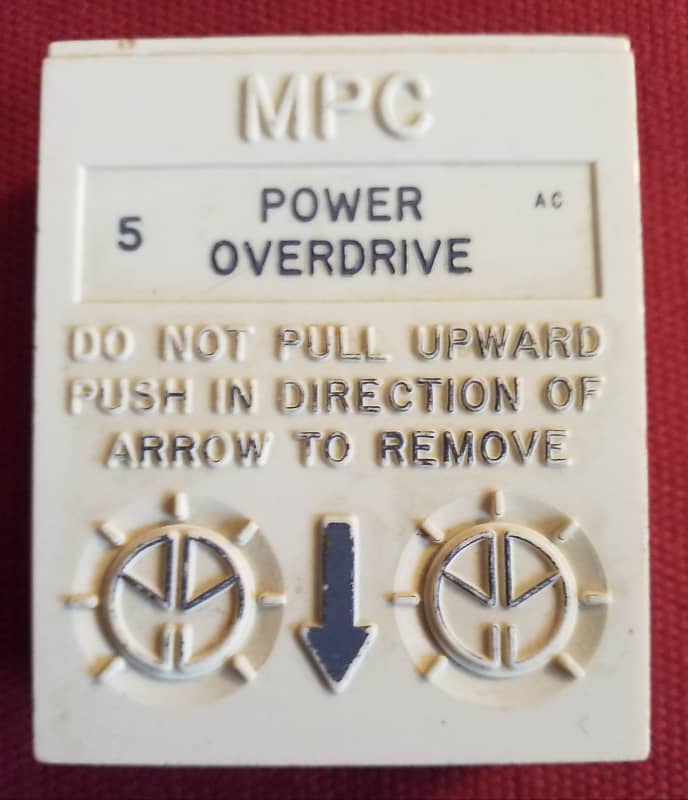 MPC
5 POWER AC
OVERDRIVE
DO NOT PULL UPWARD
PUSH IN DIRECTION OF
ARROW TO REMOVE